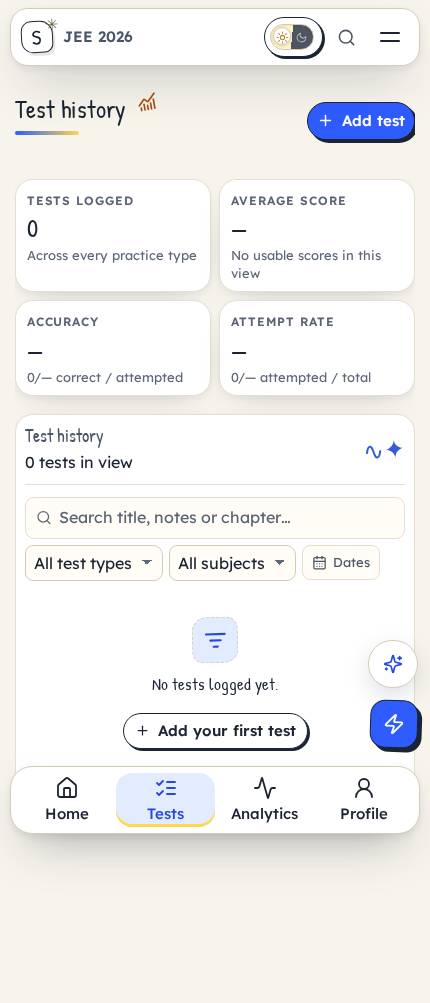 S JEE 2026
Test history
+ Add test
TESTS LOGGED
0
Across every practice type
AVERAGE SCORE
—
No usable scores in this
view
ACCURACY
—
0/— correct / attempted
ATTEMPT RATE
—
0/— attempted / total
Test history
0 tests in view
Search title, notes or chapter...
All test types
All subjects
Dates
No tests logged yet.
+ Add your first test
Home
Tests
Analytics
Profile